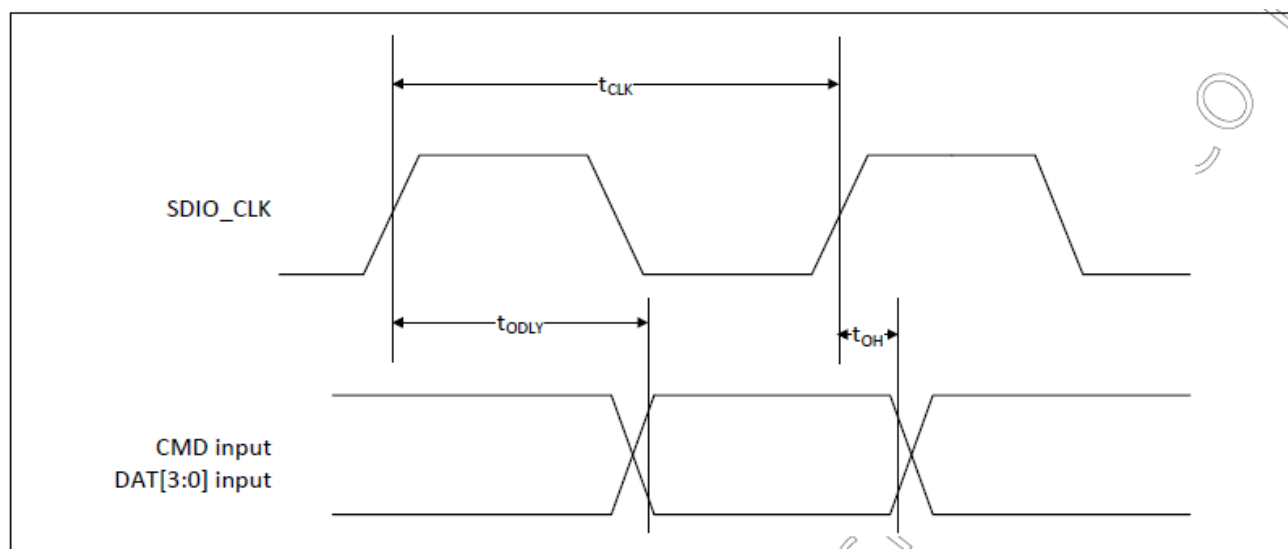 tCLK
SDIO_CLK
tODLY
tOH
CMD input
DAT[3:0] input